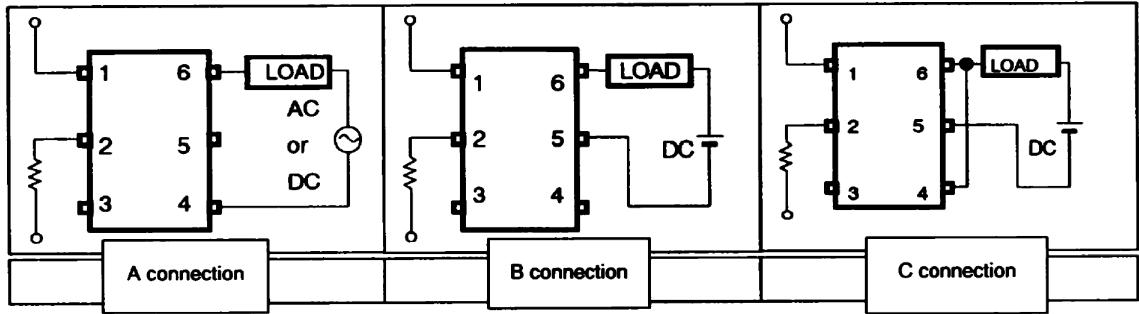 1 6 LOAD
AC
2 5 or
DC
3 4
A connection
1 6 LOAD
2 5 DC
3 4
B connection
1 6 LOAD
2 5 DC
3 4
C connection